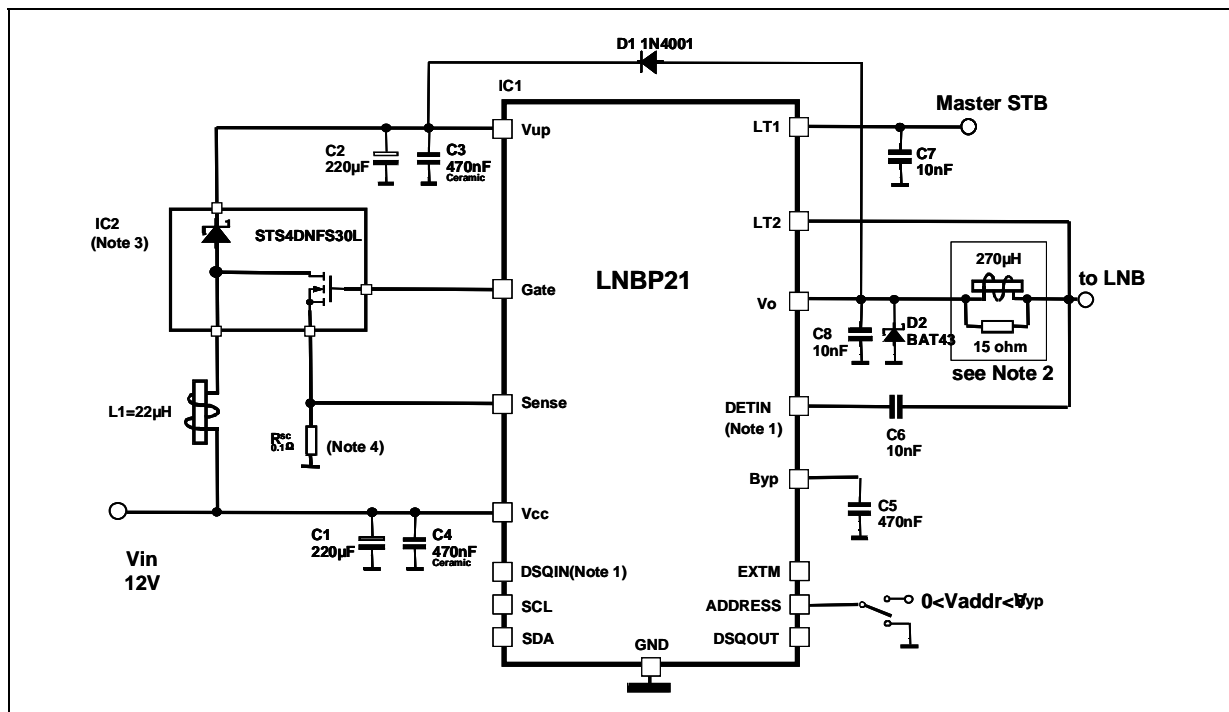 D1 1N4001
IC1
Master STB
Vup
LT1
C2
220µF
C3
470nF
Ceramic
C7
10nF
IC2
(Note 3)
STS4DNFS30L
LT2
270µH
LNBP21
to LNB
Gate
Vo
C8
10nF
D2
BAT43
15 ohm
see Note 2
L1=22µH
Sense
DETIN
(Note 1)
Rsc
0.1Ω
(Note 4)
C6
10nF
Byp
C5
470nF
Vcc
C1
220µF
C4
470nF
Ceramic
Vin
12V
DSQIN(Note 1)
EXTM
SCL
ADDRESS
0<Vaddr<Byp
SDA
DSQOUT
GND